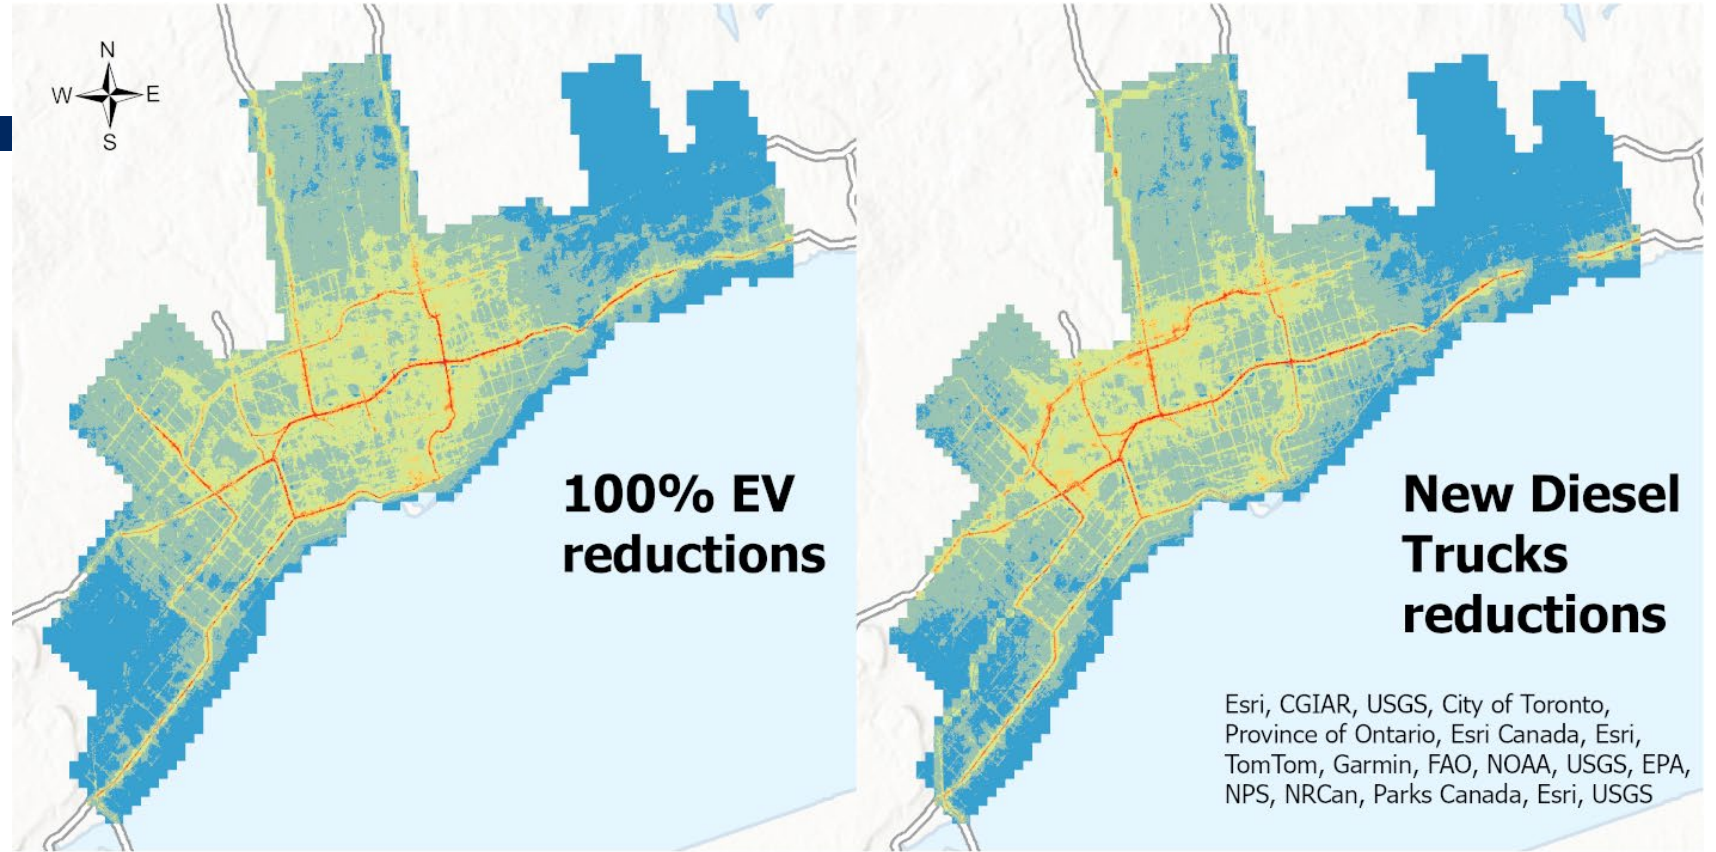 N
W E
S
100% EV
reductions
New Diesel
Trucks
reductions
Esri, CGIAR, USGS, City of Toronto,
Province of Ontario, Esri Canada, Esri,
TomTom, Garmin, FAO, NOAA, USGS, EPA,
NPS, NRCan, Parks Canada, Esri, USGS